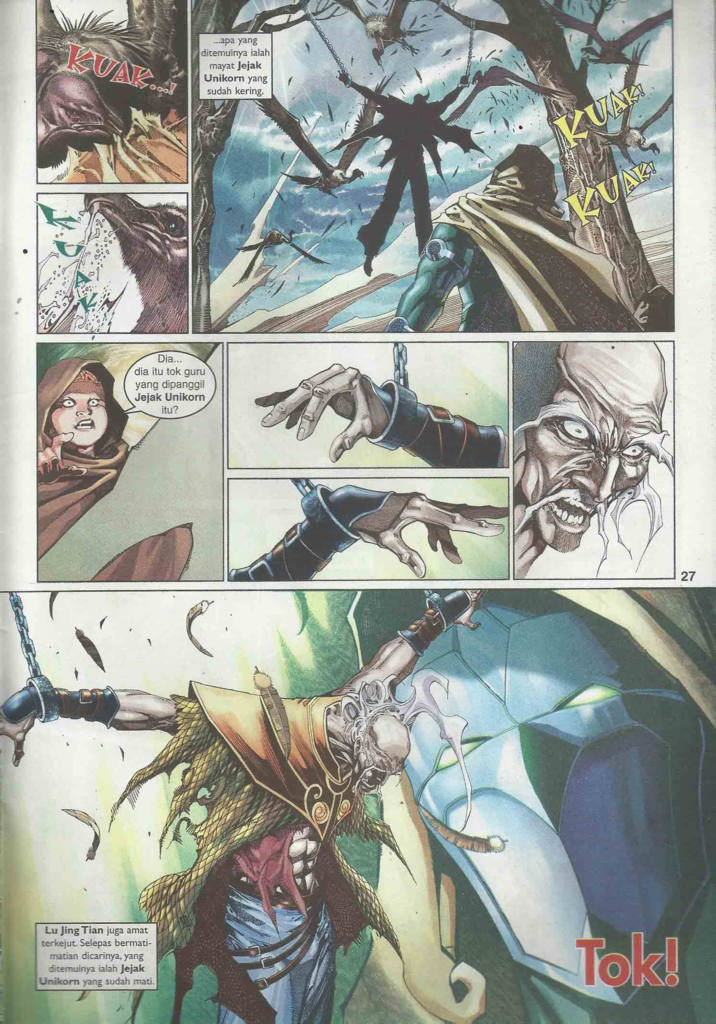 KUAK...!
...apa yang
ditemuinya ialah
mayat Jejak
Unikorn yang
sudah kering.
KUAK!
KUAK!
KUAK
Dia...
dia itu tok guru
yang dipanggil
Jejak Unikorn
itu?
27
Lu Jing Tian juga amat
terkejut. Selepas bermati-
matian dicarinya, yang
ditemuinya ialah Jejak
Unikorn yang sudah mati.
Tok!